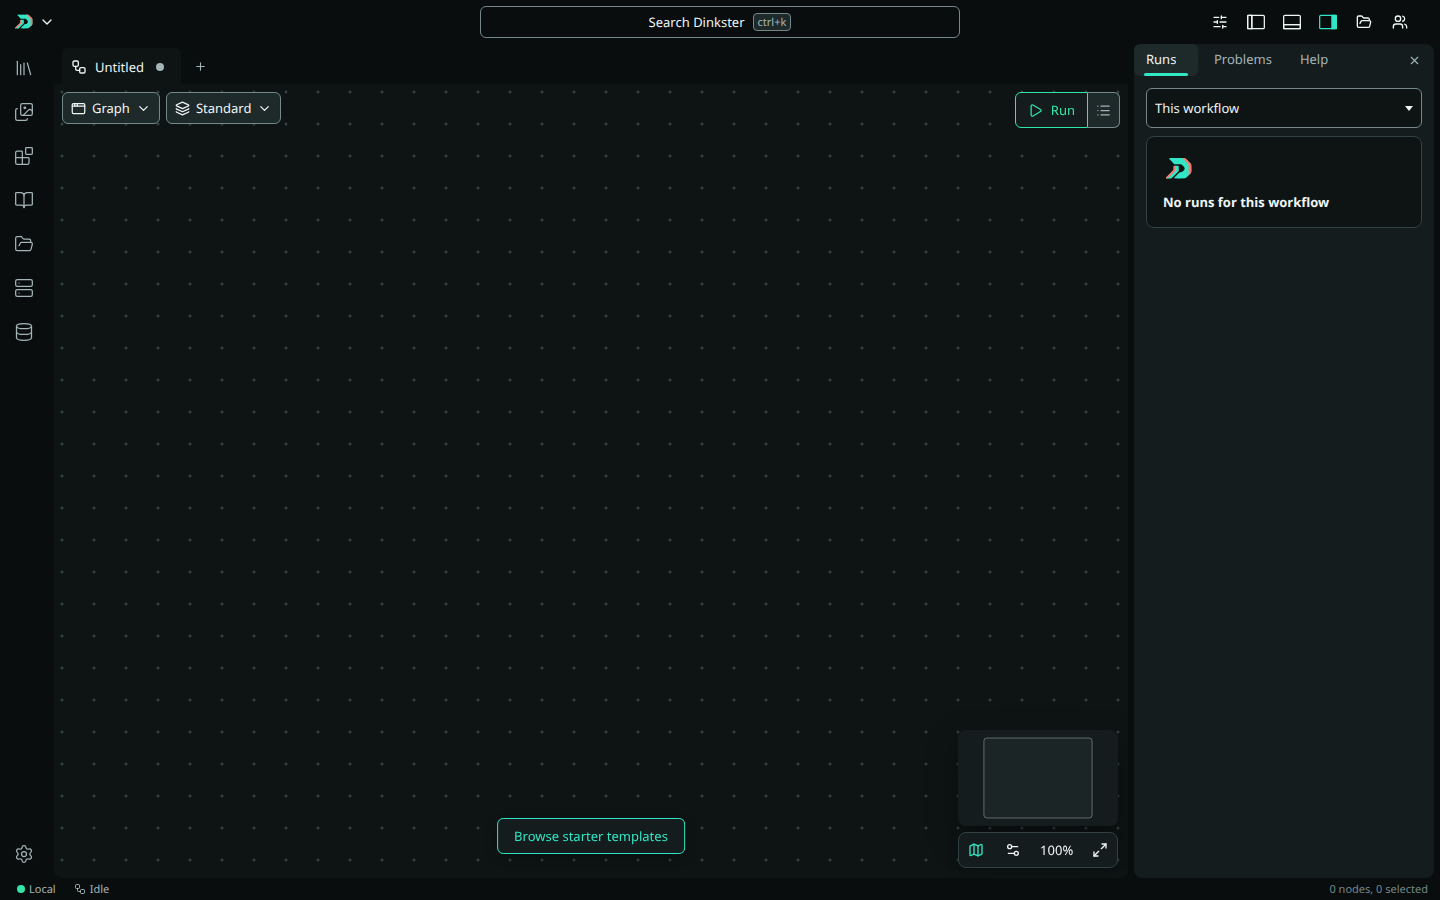 Search Dinkster ctrl+k
Untitled
Graph
Standard
Run
Runs
Problems
Help
This workflow
No runs for this workflow
Browse starter templates
100%
Local
Idle
0 nodes, 0 selected